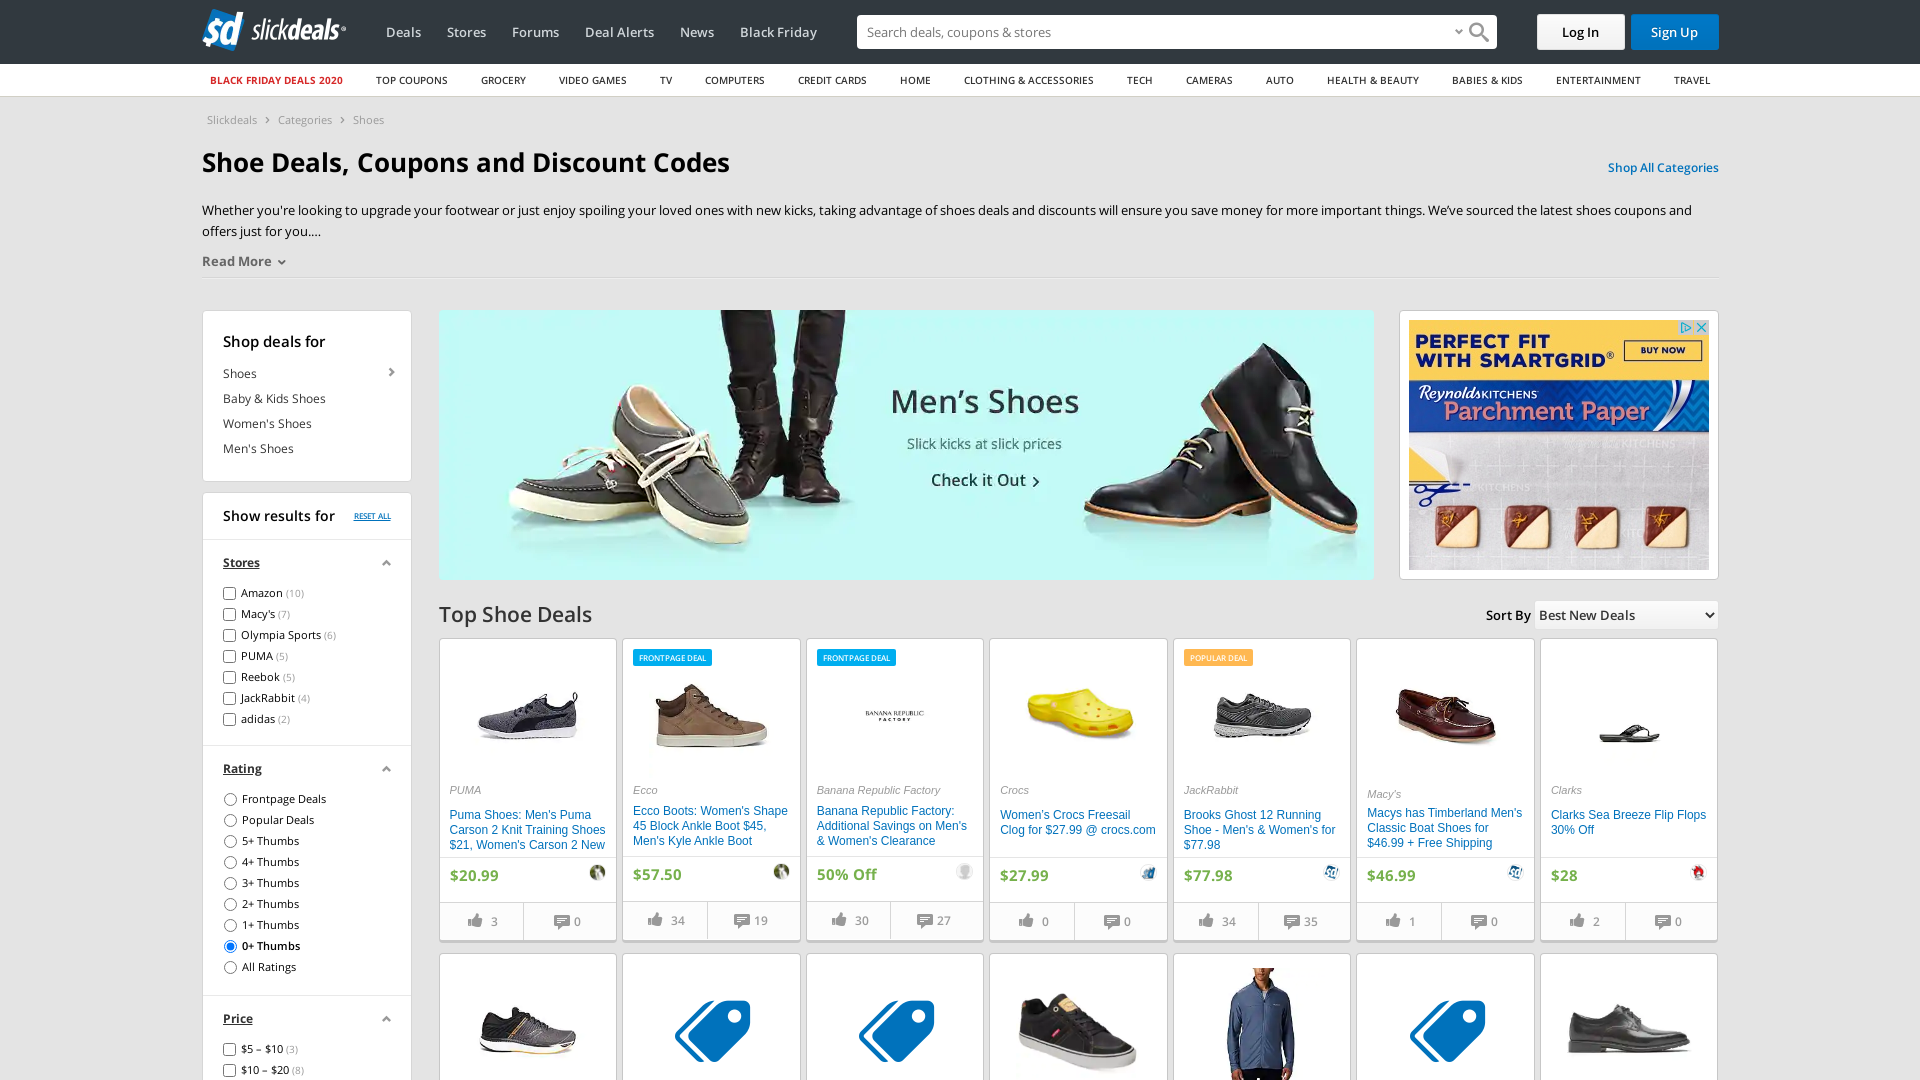 slickdeals
Deals
Stores
Forums
Deal Alerts
News
Black Friday
Search deals, coupons & stores
Log In
Sign Up
BLACK FRIDAY DEALS 2020
TOP COUPONS
GROCERY
VIDEO GAMES
TV
COMPUTERS
CREDIT CARDS
HOME
CLOTHING & ACCESSORIES
TECH
CAMERAS
AUTO
HEALTH & BEAUTY
BABIES & KIDS
ENTERTAINMENT
TRAVEL
Slickdeals > Categories > Shoes
Shoe Deals, Coupons and Discount Codes
Shop All Categories
Whether you're looking to upgrade your footwear or just enjoy spoiling your loved ones with new kicks, taking advantage of shoes deals and discounts will ensure you save money for more important things. We’ve sourced the latest shoes coupons and
offers just for you....
Read More
Shop deals for
Shoes
Baby & Kids Shoes
Women's Shoes
Men's Shoes
Show results for
RESET ALL
Stores
Amazon (10)
Macy's (7)
Olympia Sports (6)
PUMA (5)
Reebok (5)
JackRabbit (4)
adidas (2)
Rating
Frontpage Deals
Popular Deals
5+ Thumbs
4+ Thumbs
3+ Thumbs
2+ Thumbs
1+ Thumbs
0+ Thumbs
All Ratings
Price
$5 – $10 (3)
$10 – $20 (8)
Men’s Shoes
Slick kicks at slick prices
Check it Out >
PERFECT FIT
WITH SMARTGRID®
BUY NOW
Reynolds KITCHENS
Parchment Paper
Top Shoe Deals
Sort By
Best New Deals
PUMA
Puma Shoes: Men's Puma
Carson 2 Knit Training Shoes
$21, Women's Carson 2 New
$20.99
3
0
FRONTPAGE DEAL
Ecco
Ecco Boots: Women's Shape
45 Block Ankle Boot $45,
Men's Kyle Ankle Boot
$57.50
34
19
FRONTPAGE DEAL
BANANA REPUBLIC
FACTORY
Banana Republic Factory
Banana Republic Factory:
Additional Savings on Men's
& Women's Clearance
50% Off
30
27
Crocs
Women's Crocs Freesail
Clog for $27.99 @ crocs.com
$27.99
0
0
POPULAR DEAL
JackRabbit
Brooks Ghost 12 Running
Shoe - Men's & Women's for
$77.98
$77.98
34
35
Macy's
Macys has Timberland Men's
Classic Boat Shoes for
$46.99 + Free Shipping
$46.99
1
0
Clarks
Clarks Sea Breeze Flip Flops
30% Off
$28
2
0